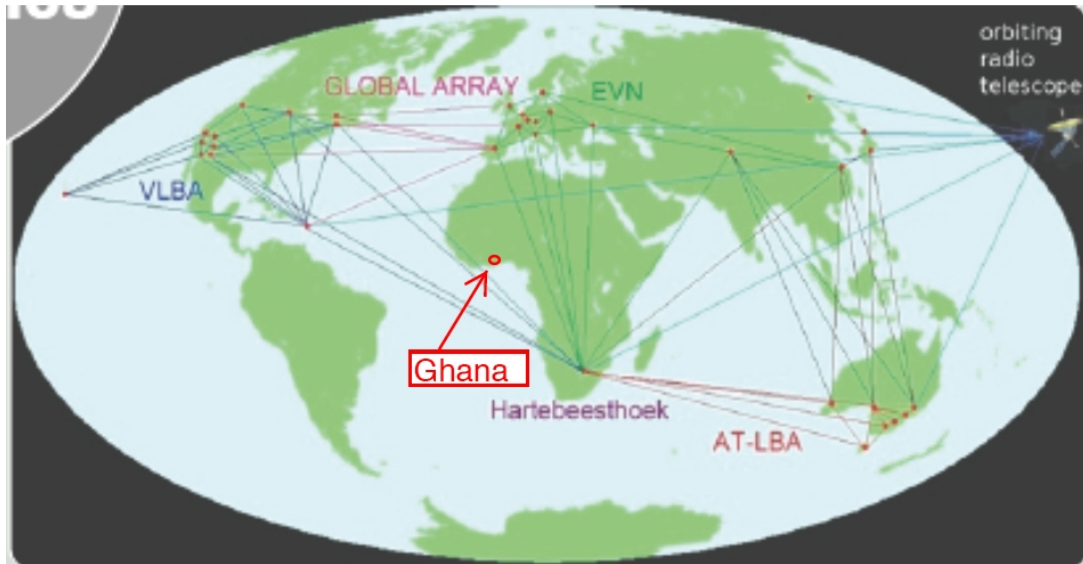 orbiting
radio
telescope
GLOBAL ARRAY
EVN
VLBA
Ghana
Hartebeesthoek
AT-LBA